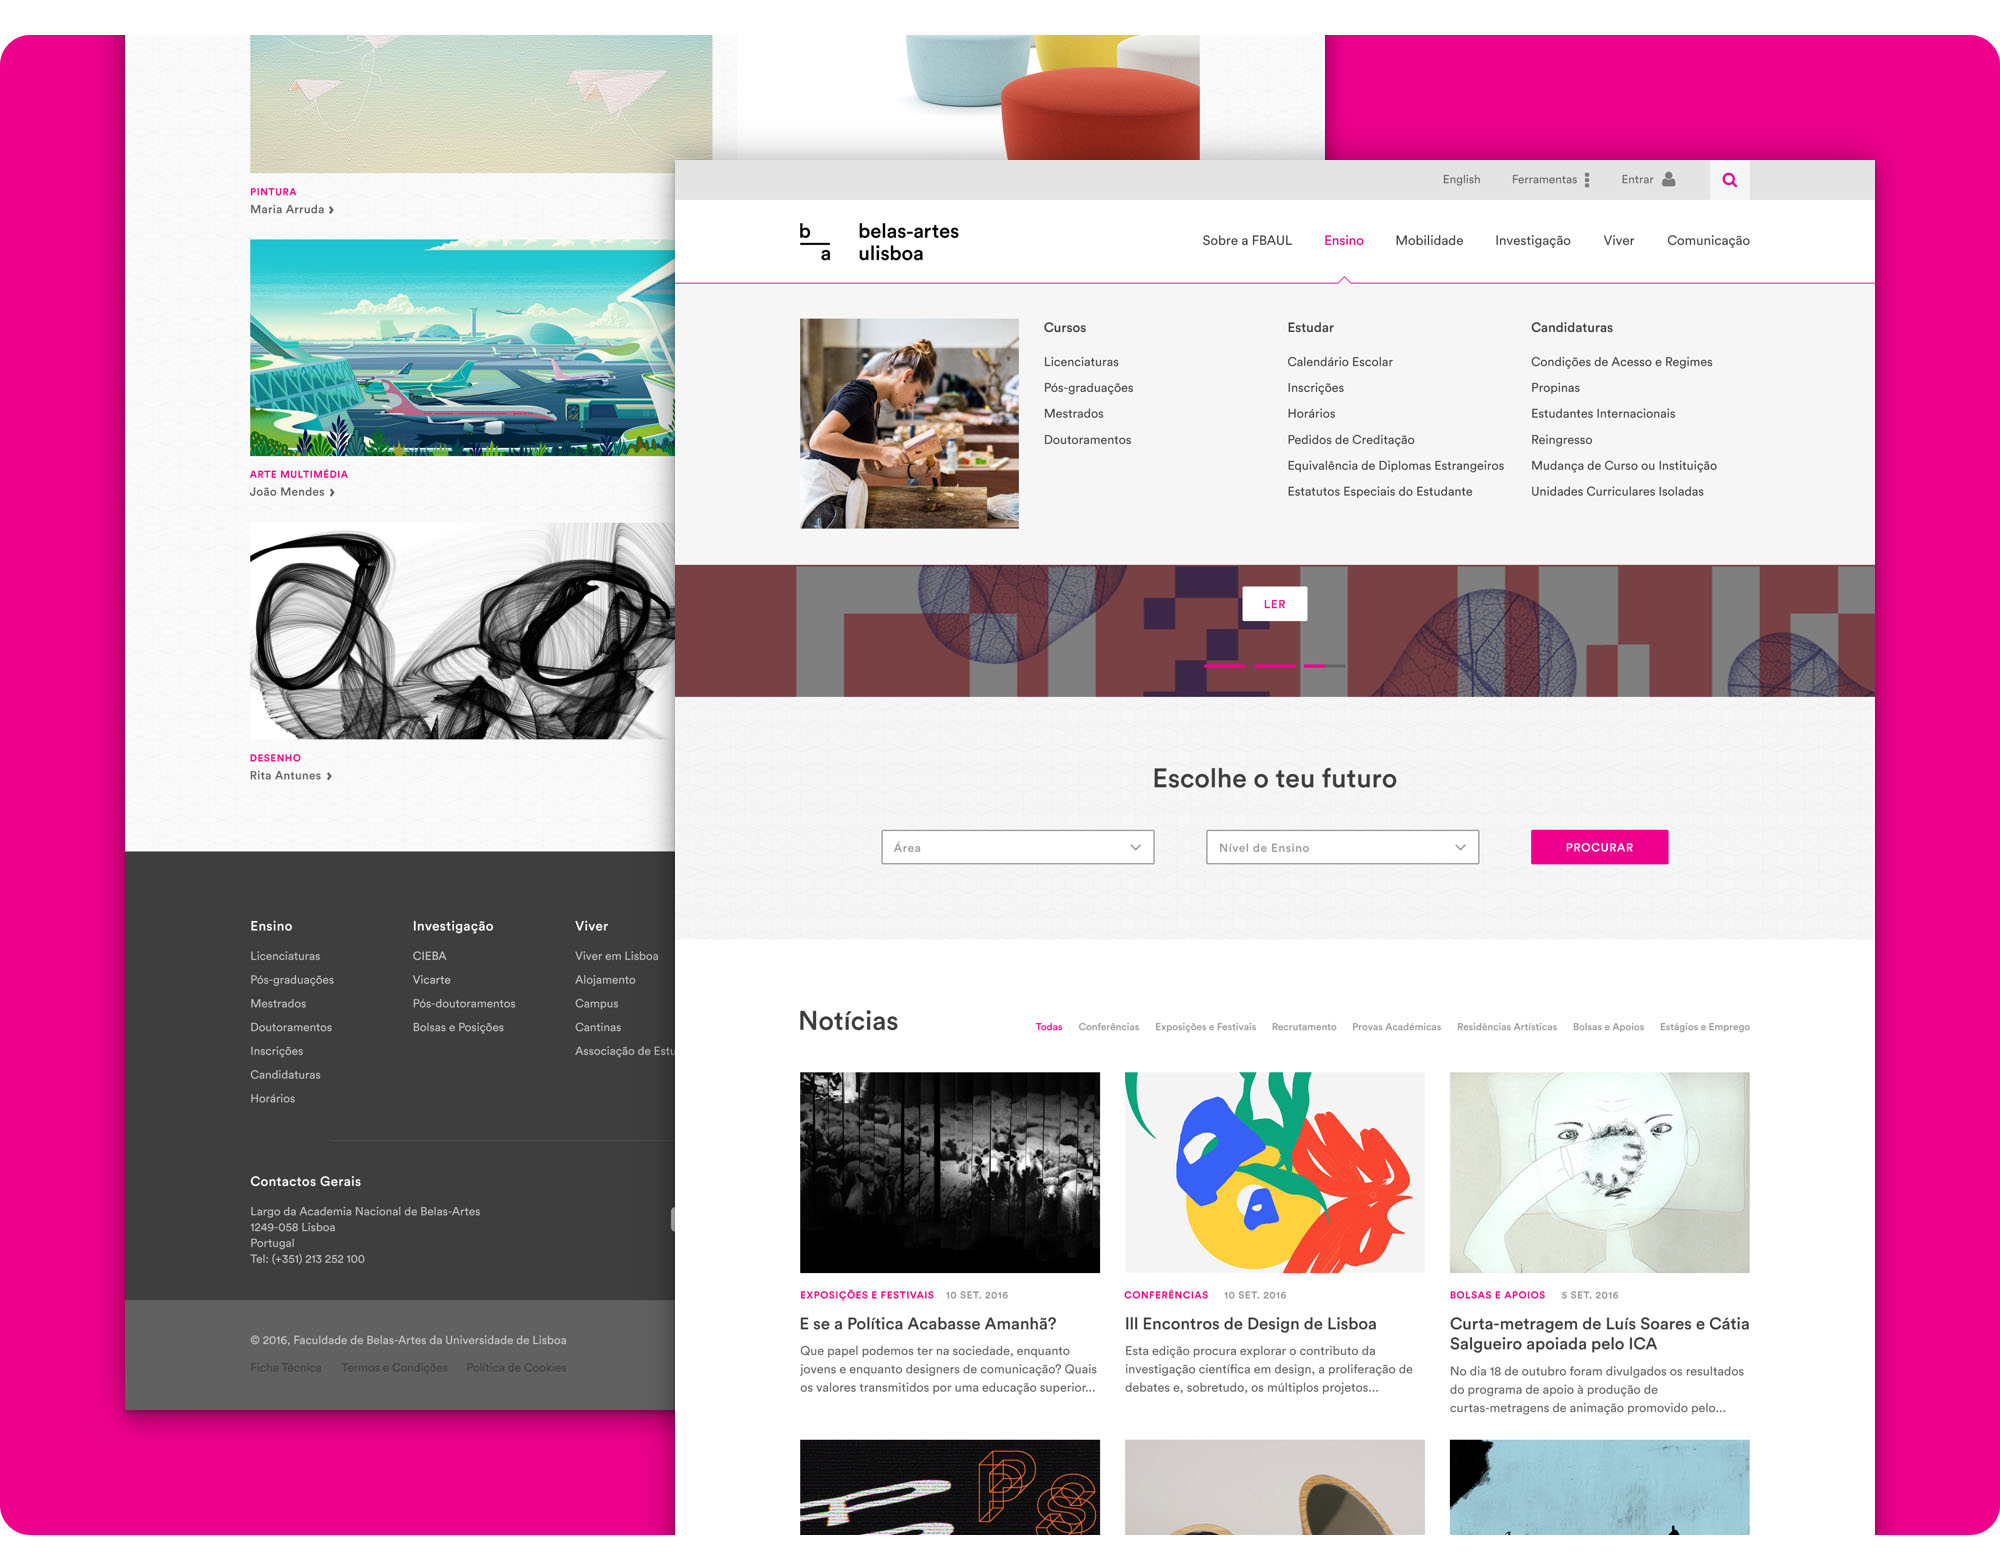 PINTURA
Maria Arruda
ARTE MULTIMÉDIA
João Mendes
DESENHO
Rita Antunes
Ensino
Licenciaturas
Pós-graduações
Mestrados
Doutoramentos
Inscrições
Candidaturas
Horários
Investigação
CIEBA
Vicarte
Pós-doutoramentos
Bolsas e Posições
Viver
Viver em Lisboa
Alojamento
Campus
Cantinas
Associação de Estu
Contactos Gerais
Largo da Academia Nacional de Belas-Artes
1249-058 Lisboa
Portugal
Tel: (+351) 213 252 100
© 2016, Faculdade de Belas-Artes da Universidade de Lisboa
Ficha Técnica Termos e Condições Política de Cookies
English Ferramentas Entrar
b
a
belas-artes
ulisboa
Sobre a FBAUL Ensino Mobilidade Investigação Viver Comunicação
Cursos
Licenciaturas
Pós-graduações
Mestrados
Doutoramentos
Estudar
Calendário Escolar
Inscrições
Horários
Pedidos de Creditação
Equivalência de Diplomas Estrangeiros
Estatutos Especiais do Estudante
Candidaturas
Condições de Acesso e Regimes
Propinas
Estudantes Internacionais
Reingresso
Mudança de Curso ou Instituição
Unidades Curriculares Isoladas
LER
Escolhe o teu futuro
Área
Nível de Ensino
PROCURAR
Notícias
Todas Conferências Exposições e Festivais Recrutamento Provas Académicas Residências Artísticas Bolsas e Apoios Estágios e Emprego
EXPOSIÇÕES E FESTIVAIS 10 SET. 2016
E se a Política Acabasse Amanhã?
Que papel podemos ter na sociedade, enquanto
jovens e enquanto designers de comunicação? Quais
os valores transmitidos por uma educação superior...
CONFERÊNCIAS 10 SET. 2016
III Encontros de Design de Lisboa
Esta edição procura explorar o contributo da
investigação científica em design, a proliferação de
debates e, sobretudo, os múltiplos projetos...
BOLSAS E APOIOS 5 SET. 2016
Curta-metragem de Luís Soares e Cátia
Salgueiro apoiada pelo ICA
No dia 18 de outubro foram divulgados os resultados
do programa de apoio à produção de
curtas-metragens de animação promovido pelo...
PS